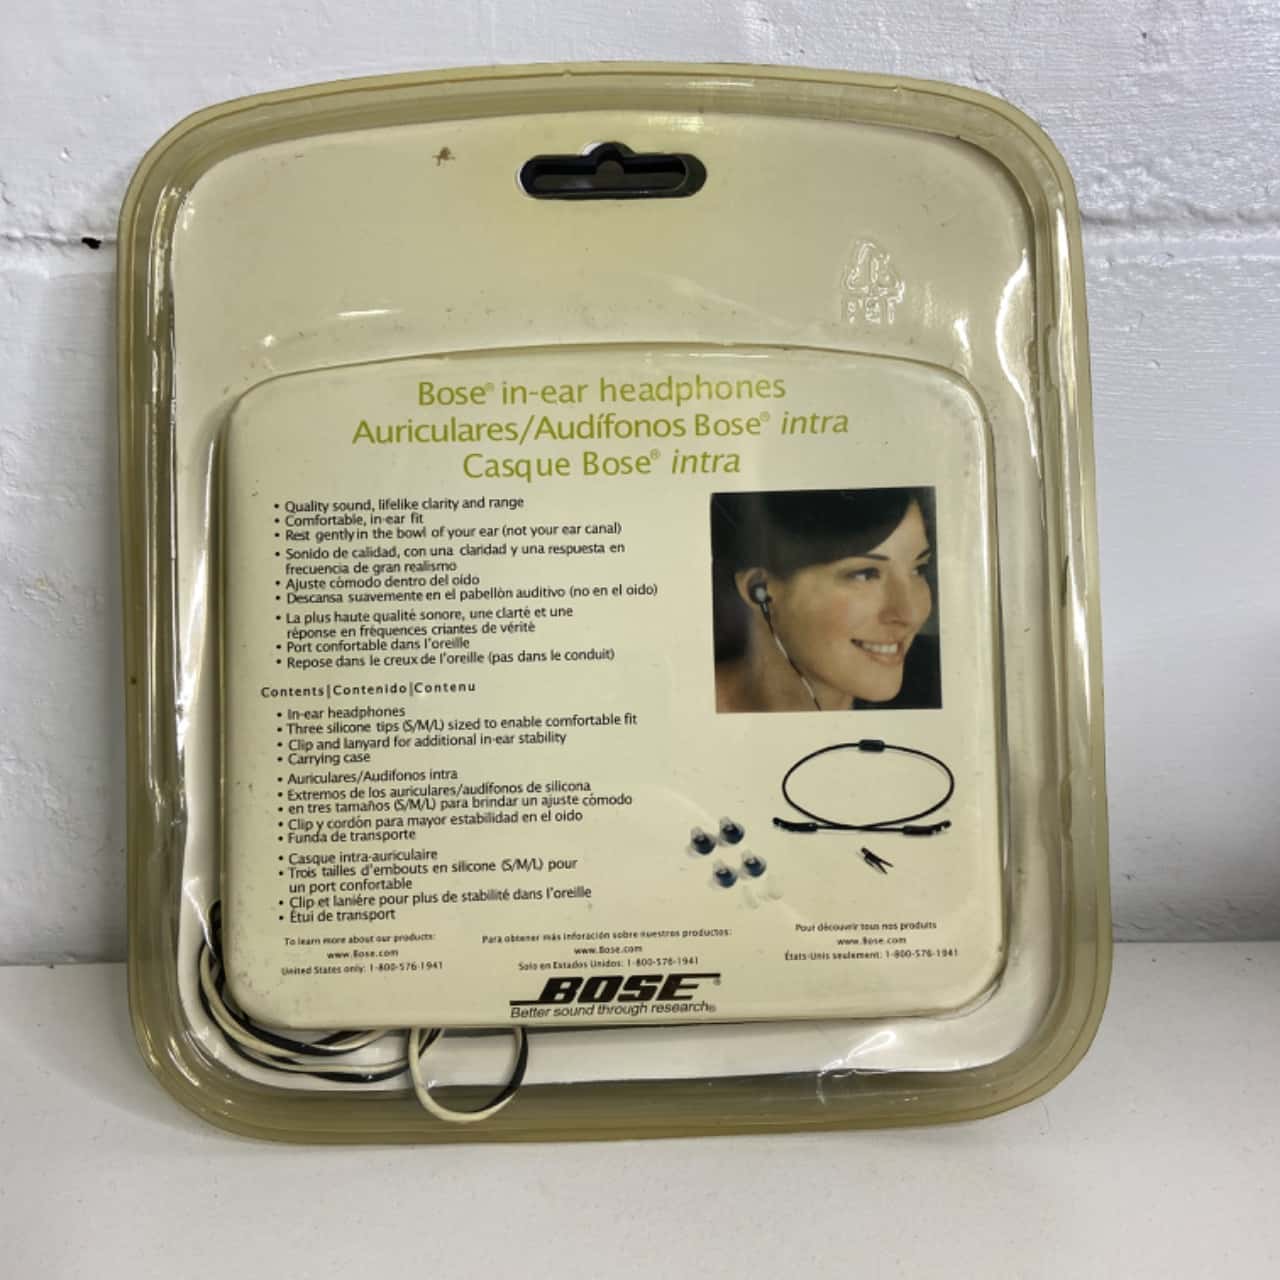 PET
Bose® in-ear headphones
Auriculares/Audífonos Bose® intra
Casque Bose® intra
• Quality sound, lifelike clarity and range
• Comfortable, in-ear fit
• Rest gently in the bowl of your ear (not your ear canal)
• Sonido de calidad, con una claridad y una respuesta en
frecuencia de gran realismo
• Ajuste cómodo dentro del oído
• Descansa suavemente en el pabellón auditivo (no en el oído)
• La plus haute qualité sonore, une clarté et une
réponse en fréquences criantes de vérité
• Port confortable dans l'oreille
• Repose dans le creux de l'oreille (pas dans le conduit)
Contents|Contenido|Contenu
• In-ear headphones
• Three silicone tips (S/M/L) sized to enable comfortable fit
• Clip and lanyard for additional in-ear stability
• Carrying case
• Auriculares/Audífonos intra
• Extremos de los auriculares/audífonos de silicona
• en tres tamaños (S/M/L) para brindar un ajuste cómodo
• Clip y cordón para mayor estabilidad en el oído
• Funda de transporte
• Casque intra-auriculaire
• Trois tailles d'embouts en silicone (S/M/L) pour
un port confortable
• Clip et laniére pour plus de stabilité dans l'oreille
• Étui de transport
To learn more about our products:
www.Bose.com
United States only: 1-800-576-1941
Para obtener más inforación sobre nuestros productos:
www.Bose.com
Solo en Estados Unidos: 1-800-576-1941
Pour découvrir tous nos produits
www.Bose.com
États-Unis seulement: 1-800-576-1941
BOSE®
Better sound through research®